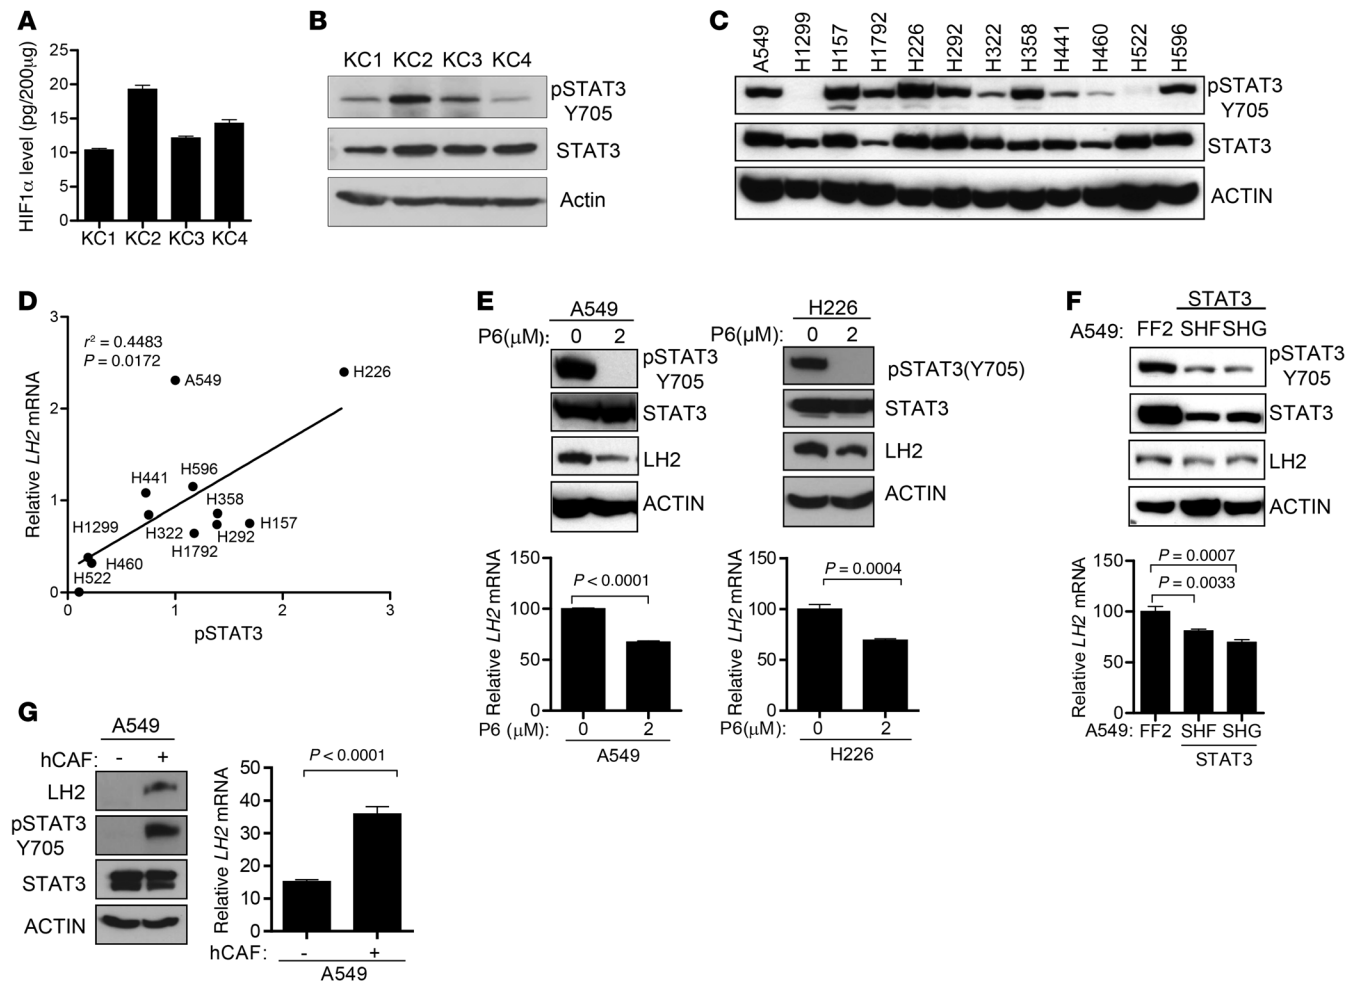 A
HIF1α level (pg/200μg)
25
20
15
10
5
0
KC1 KC2 KC3 KC4
B
KC1 KC2 KC3 KC4
pSTAT3
Y705
STAT3
Actin
C
A549 H1299 H157 H1792 H226 H292 H322 H358 H441 H460 H522 H596
pSTAT3
Y705
STAT3
ACTIN
D
Relative LH2 mRNA
3
2
1
0
r² = 0.4483
P = 0.0172
A549
H226
H441
H596
H358
H1299
H322
H292
H157
H1792
H460
H522
0 1 2 3
pSTAT3
E
A549
P6(μM): 0 2
pSTAT3
Y705
STAT3
LH2
ACTIN
Relative LH2 mRNA
150
100
50
0
P < 0.0001
P6 (μM): 0 2
A549
H226
P6(μM): 0 2
pSTAT3(Y705)
STAT3
LH2
ACTIN
Relative LH2 mRNA
150
100
50
0
P = 0.0004
P6(μM): 0 2
H226
F
STAT3
A549: FF2 SHF SHG
pSTAT3
Y705
STAT3
LH2
ACTIN
Relative LH2 mRNA
150
100
50
0
P = 0.0007
P = 0.0033
A549: FF2 SHF SHG
STAT3
G
A549
hCAF: - +
LH2
pSTAT3
Y705
STAT3
ACTIN
Relative LH2 mRNA
50
40
30
20
10
0
P < 0.0001
hCAF: - +
A549